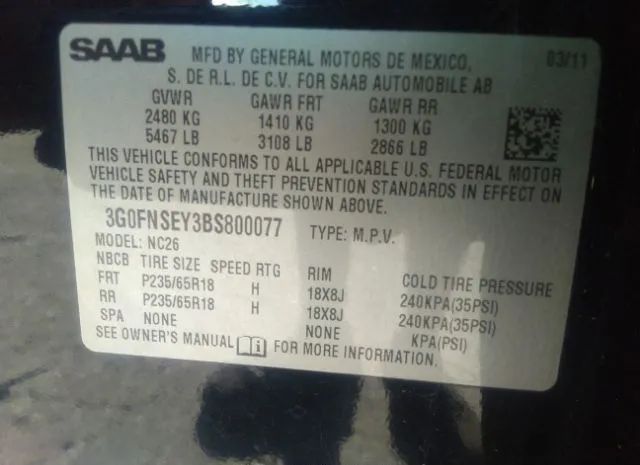 SAAB MFD BY GENERAL MOTORS DE MEXICO, 03/11
S. DE R.L. DE C.V. FOR SAAB AUTOMOBILE AB
GVWR GAWR FRT GAWR RR
2480 KG 1410 KG 1300 KG
5467 LB 3108 LB 2866 LB
THIS VEHICLE CONFORMS TO ALL APPLICABLE U.S. FEDERAL MOTOR
VEHICLE SAFETY AND THEFT PREVENTION STANDARDS IN EFFECT ON
THE DATE OF MANUFACTURE SHOWN ABOVE.
3G0FNSEY3BS800077 TYPE: M.P.V.
MODEL: NC26
NBCB TIRE SIZE SPEED RTG RIM COLD TIRE PRESSURE
FRT P235/65R18 H 18X8J 240KPA(35PSI)
RR P235/65R18 H 18X8J 240KPA(35PSI)
SPA NONE NONE KPA(PSI)
SEE OWNER'S MANUAL FOR MORE INFORMATION.